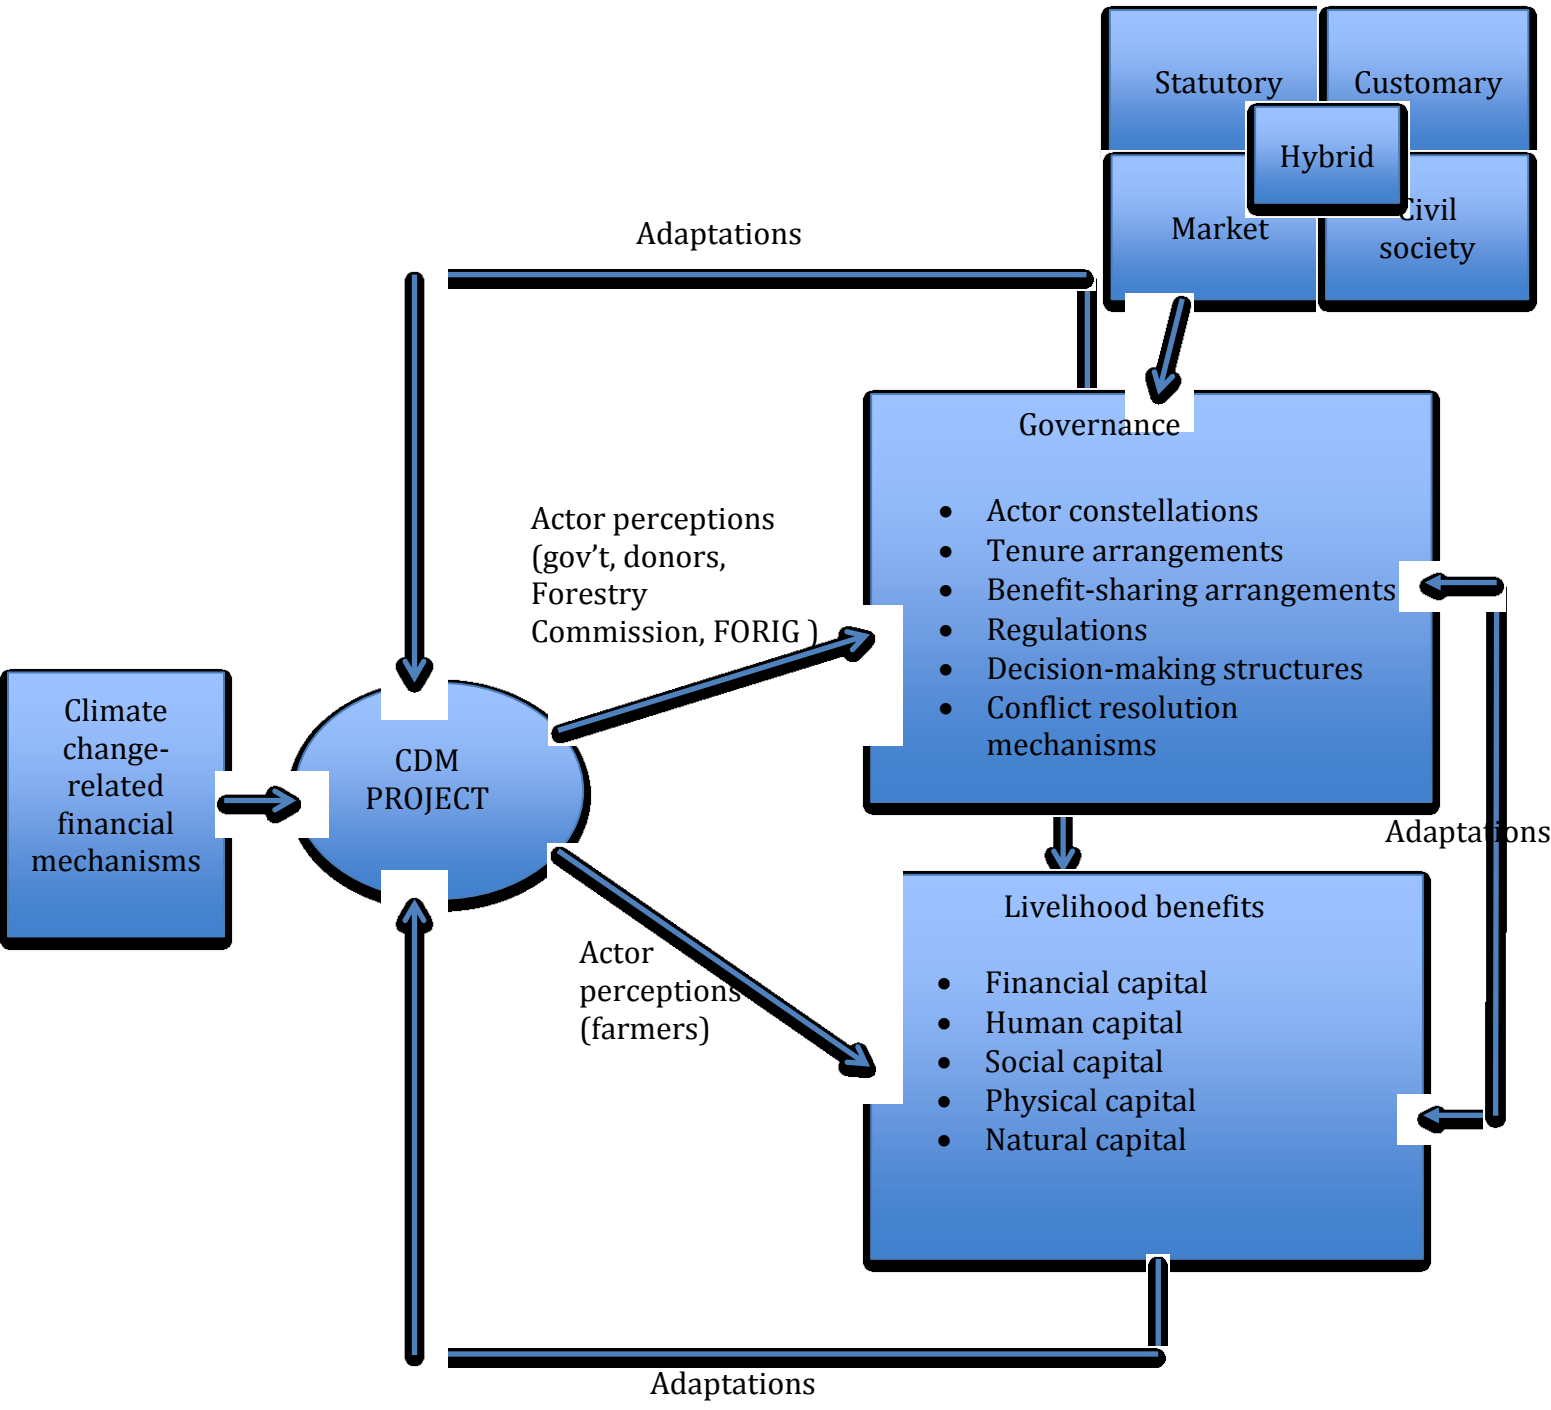 Statutory
Customary
Hybrid
Market
Civil
society
Adaptations
Governance
• Actor constellations
• Tenure arrangements
• Benefit-sharing arrangements
• Regulations
• Decision-making structures
• Conflict resolution
mechanisms
Actor perceptions
(gov’t, donors,
Forestry
Commission, FORIG )
Climate
change-
related
financial
mechanisms
CDM
PROJECT
Adaptations
Livelihood benefits
• Financial capital
• Human capital
• Social capital
• Physical capital
• Natural capital
Actor
perceptions
(farmers)
Adaptations